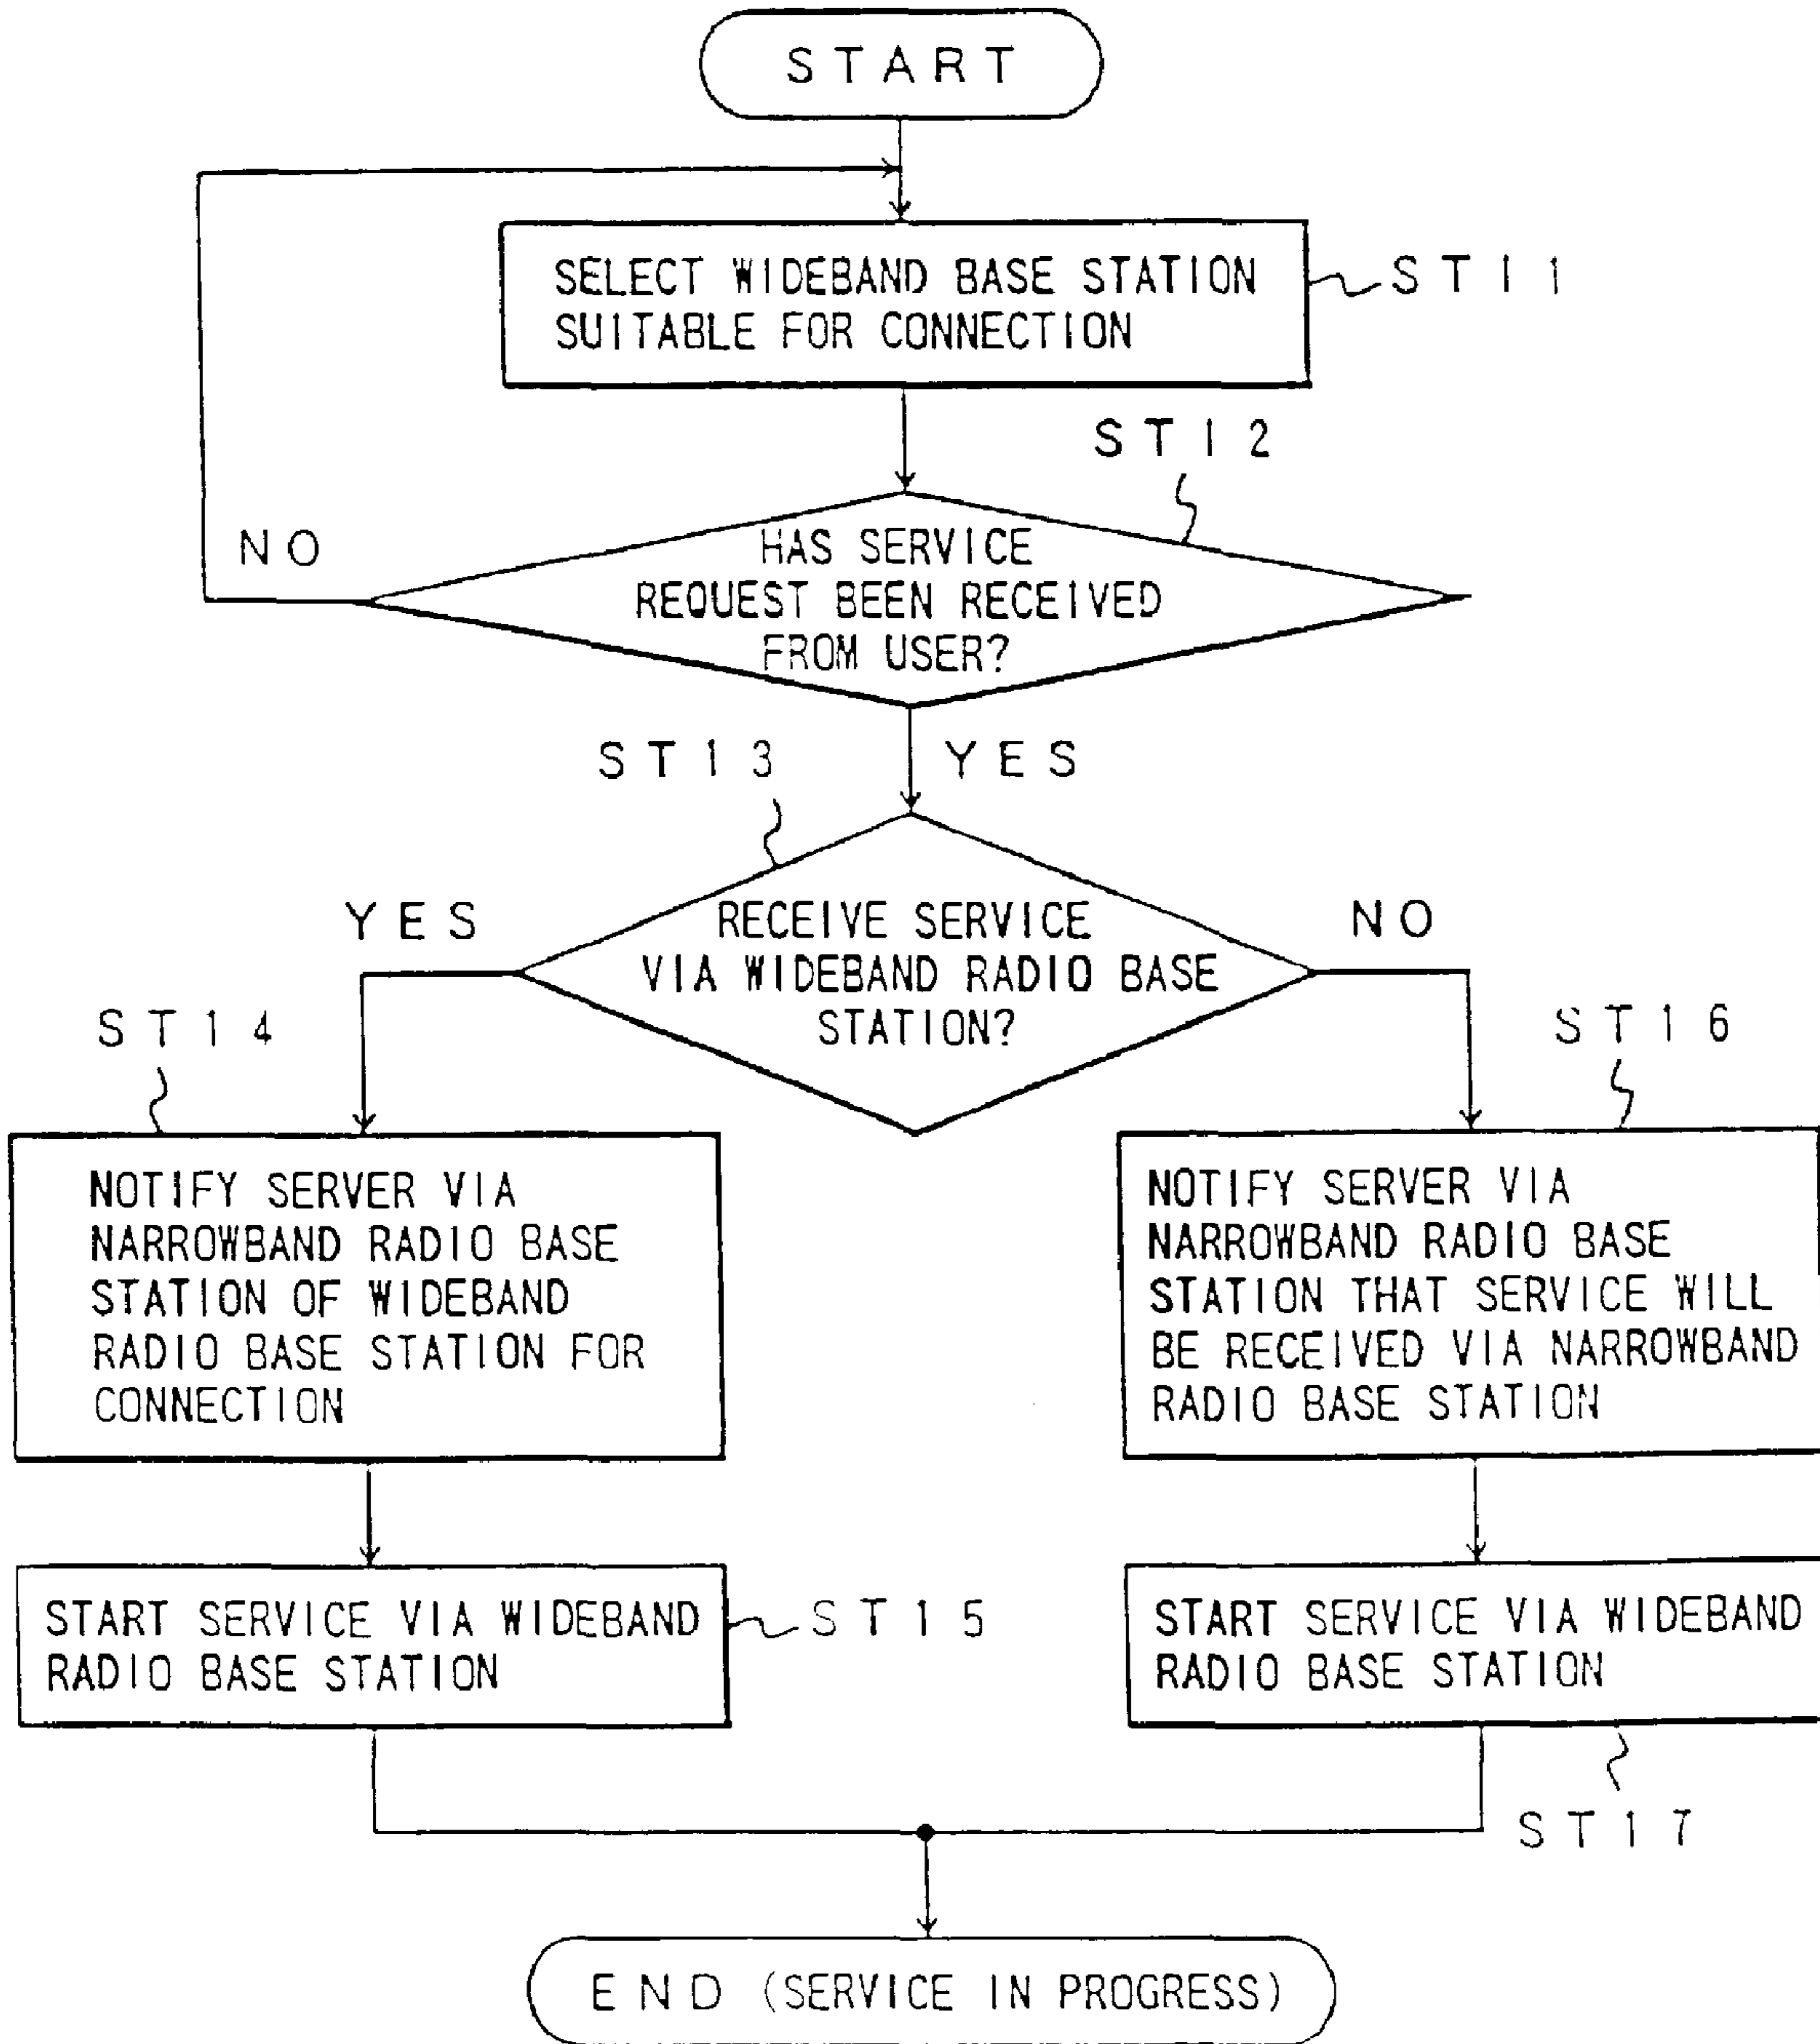 START
SELECT WIDEBAND BASE STATION
SUITABLE FOR CONNECTION
ST11
ST12
HAS SERVICE
REQUEST BEEN RECEIVED
FROM USER?
NO
ST13
YES
RECEIVE SERVICE
VIA WIDEBAND RADIO BASE
STATION?
YES
NO
ST14
NOTIFY SERVER VIA
NARROWBAND RADIO BASE
STATION OF WIDEBAND
RADIO BASE STATION FOR
CONNECTION
ST16
NOTIFY SERVER VIA
NARROWBAND RADIO BASE
STATION THAT SERVICE WILL
BE RECEIVED VIA NARROWBAND
RADIO BASE STATION
START SERVICE VIA WIDEBAND
RADIO BASE STATION
ST15
START SERVICE VIA WIDEBAND
RADIO BASE STATION
ST17
END (SERVICE IN PROGRESS)